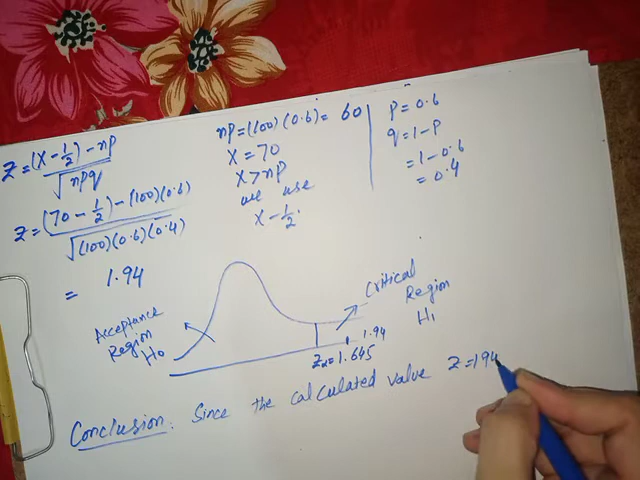 Z = (X - 1/2) - np / √npq
Z = (70 - 1/2) - (100)(0.6) / √(100)(0.6)(0.4)
= 1.94
np = (100)(0.6) = 60
X = 70
X > np
we use
X - 1/2.
P = 0.6
q = 1 - P
= 1 - 0.6
= 0.4
Acceptance
Region
H₀
Critical
Region
H₁
1.94
Zα = 1.645
Conclusion: Since the calculated value Z = 194